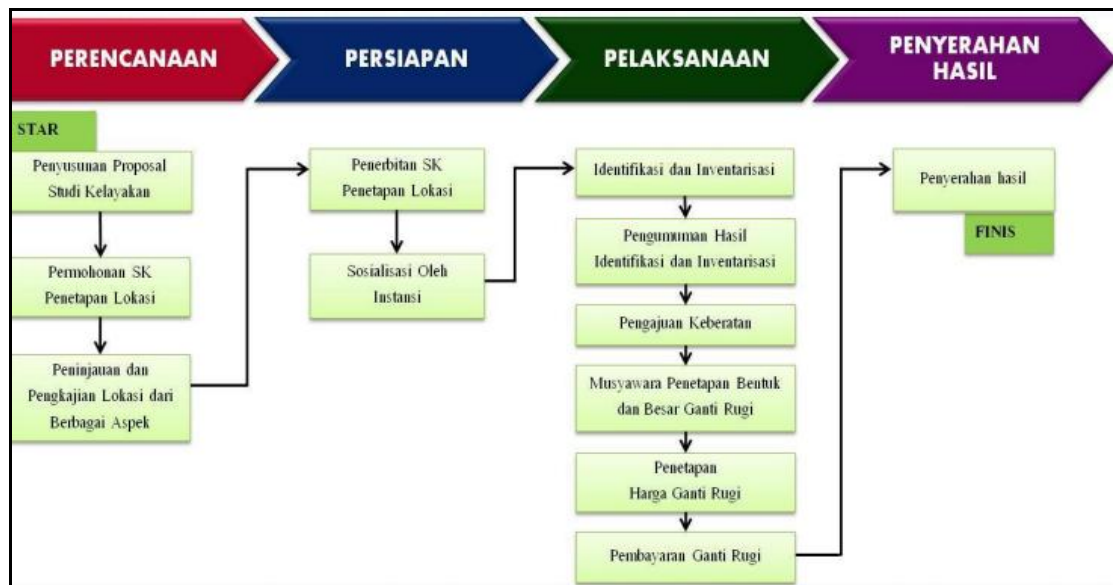 PERENCANAAN
PERSIAPAN
PELAKSANAAN
PENYERAHAN
HASIL
STAR
Penyusunan Proposal
Studi Kelayakan
Permohonan SK
Penetapan Lokasi
Peninjauan dan
Pengkajian Lokasi dari
Berbagai Aspek
Penerbitan SK
Penetapan Lokasi
Sosialisasi Oleh
Instansi
Identifikasi dan Inventarisasi
Pengumuman Hasil
Identifikasi dan Inventarisasi
Pengajuan Keberatan
Musyawara Penetapan Bentuk
dan Besar Ganti Rugi
Penetapan
Harga Ganti Rugi
Pembayaran Ganti Rugi
Penyerahan hasil
FINIS